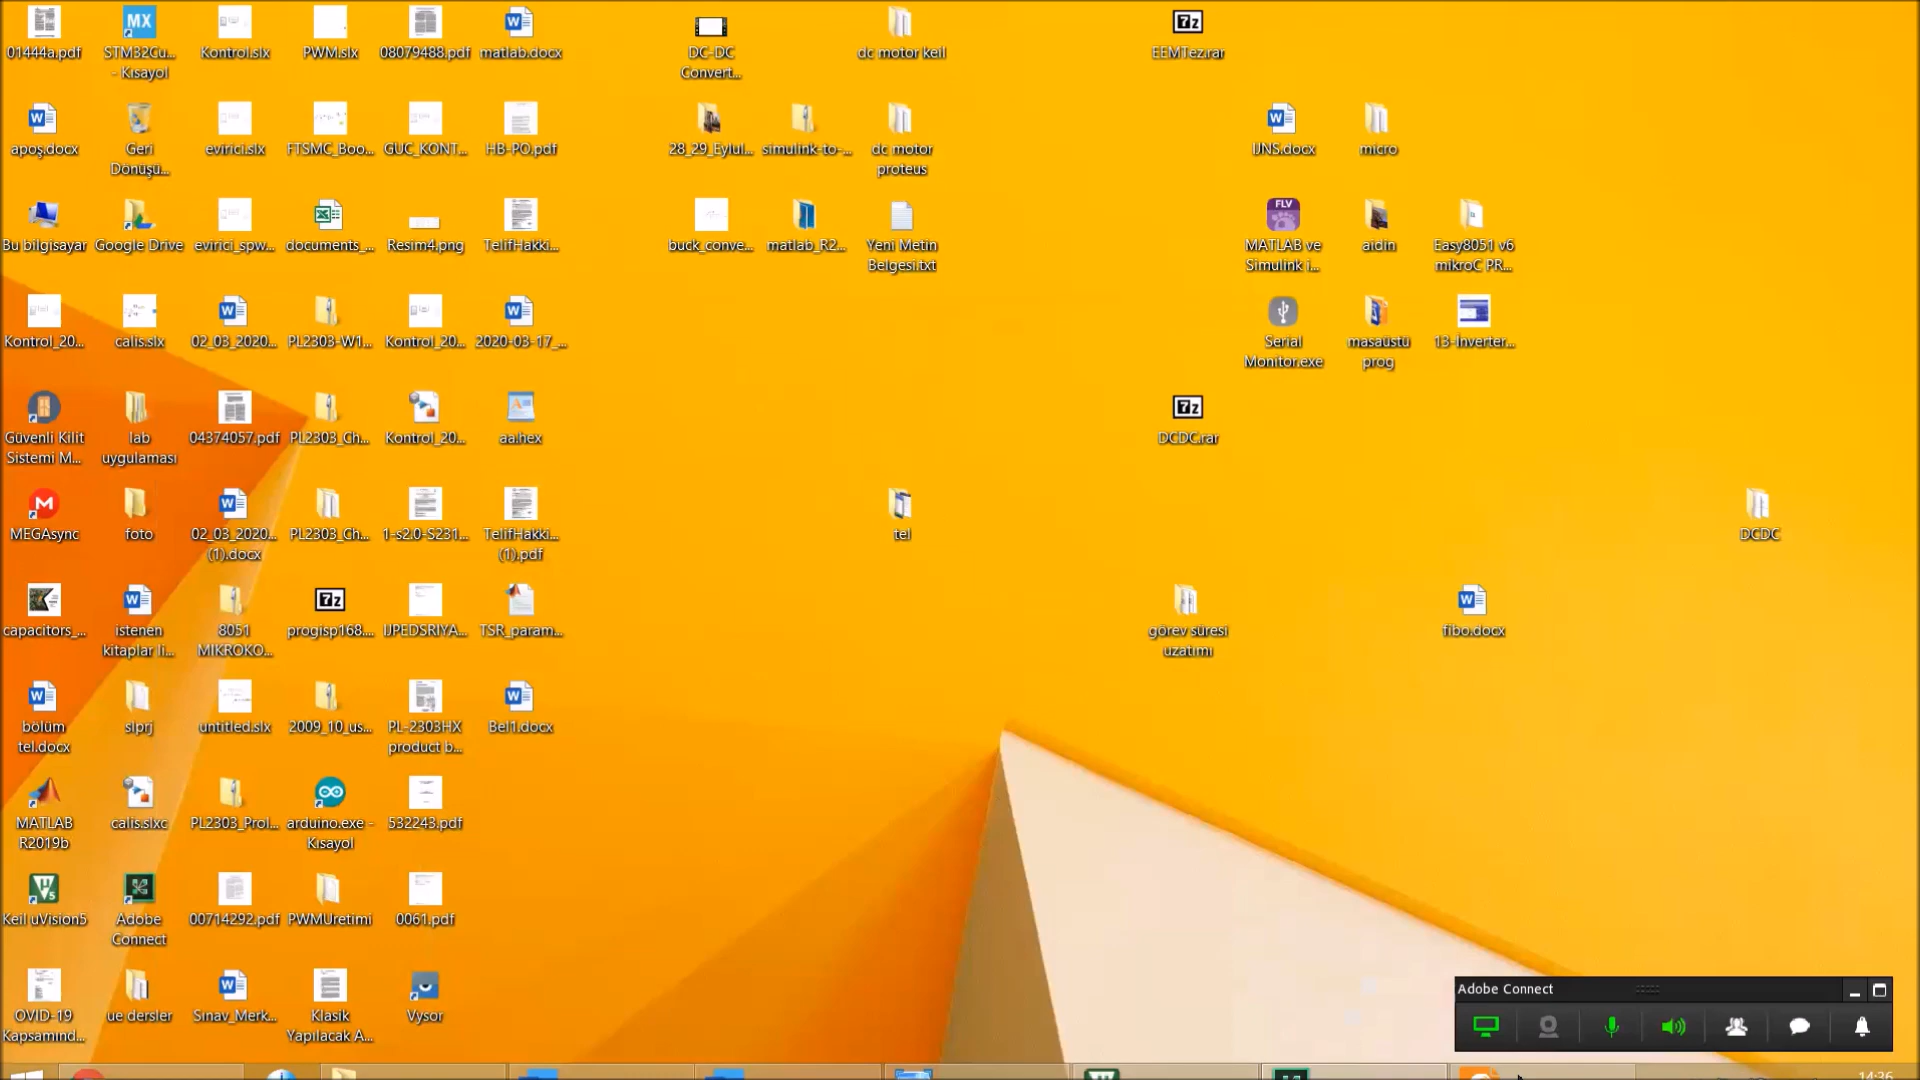 01444a.pdf
STM32Cu...
- Kısayol
Kontrol.slx
PWM.slx
08079488.pdf
matlab.docx
DC-DC
Convert...
dc motor keil
EEMTez.rar
apoş.docx
Geri
Dönüşü...
evirici.slx
FTSMC_Boo...
GUC_KONT...
HB-PO.pdf
28_29_Eylul...
simulink-to-...
dc motor
proteus
IJNS.docx
micro
Bu bilgisayar
Google Drive
evirici_spw...
documents_...
Resim4.png
TelifHakki...
buck_conve...
matlab_R2...
Yeni Metin
Belgesi.txt
FLV
MATLAB ve
Simulink i...
aidin
Easy8051 v6
mikroC PR...
Kontrol_20...
calis.slx
02_03_2020...
PL2303-W1...
Kontrol_20...
2020-03-17_...
Serial
Monitor.exe
masaüstü
prog
13-İnverter...
Güvenli Kilit
Sistemi M...
lab
uygulaması
04374057.pdf
PL2303_Ch...
Kontrol_20...
aa.hex
DCDC.rar
MEGAsync
foto
02_03_2020...
(1).docx
PL2303_Ch...
1-s2.0-S231...
TelifHakki...
(1).pdf
tel
DCDC
capacitors_...
istenen
kitaplar li...
8051
MIKROKO...
progisp168....
IJPEDSRIYA...
TSR_param...
görev süresi
uzatımı
fibo.docx
bölüm
tel.docx
slprj
untitled.slx
2009_10_us...
PL-2303HX
product b...
Bel1.docx
MATLAB
R2019b
calis.slxc
PL2303_Prol...
arduino.exe -
Kısayol
532243.pdf
Keil uVision5
Adobe
Connect
00714292.pdf
PWMUretimi
0061.pdf
OVID-19
Kapsamınd...
ue dersler
Sınav_Merk...
Klasik
Yapılacak A...
Vysor
Adobe Connect
14:36